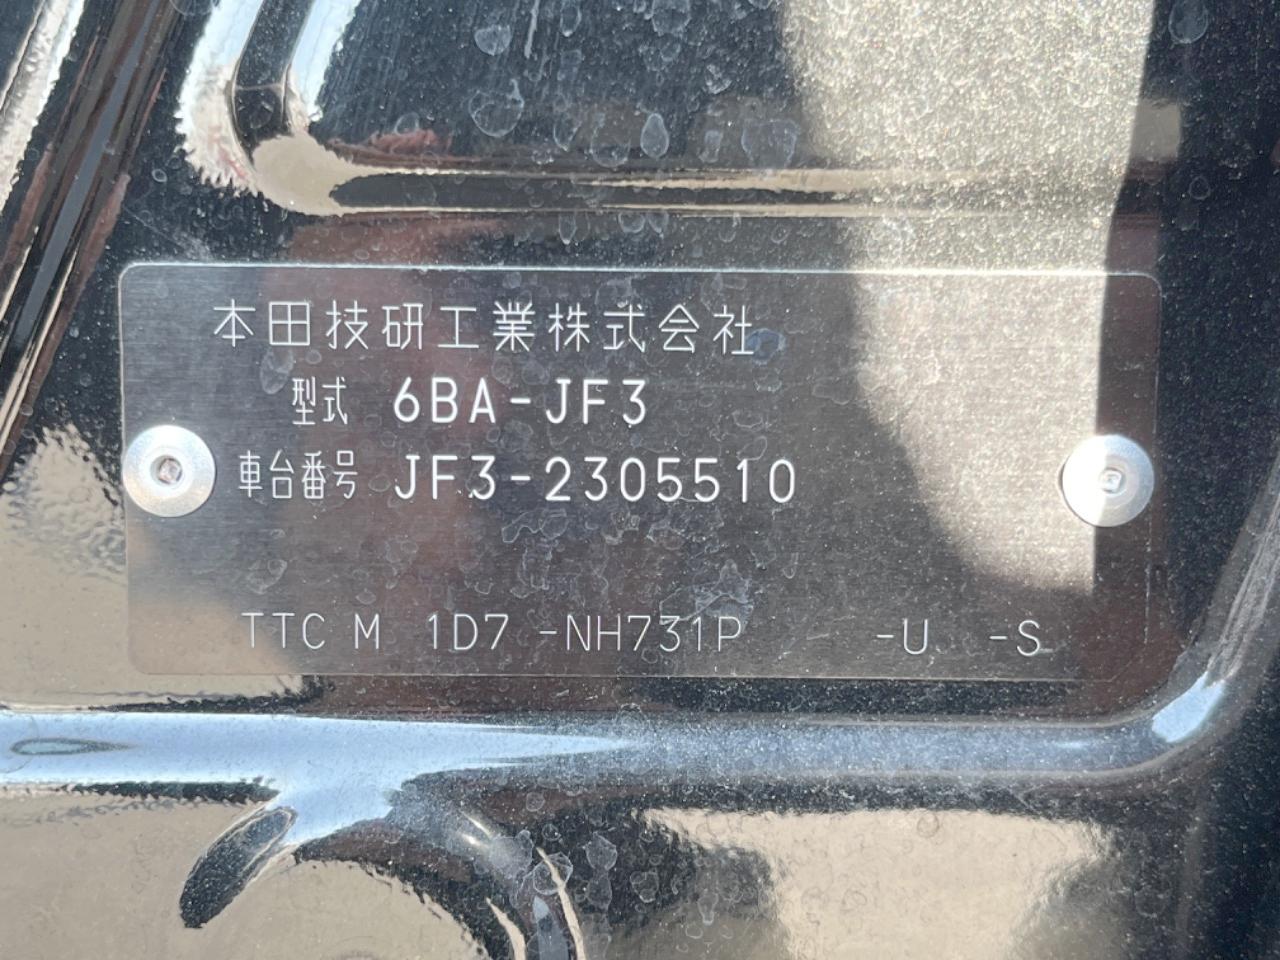 本田技研工業株式会社
型式 6BA-JF3
車台番号 JF3-2305510
TTC M 1D7 -NH731P -U -S